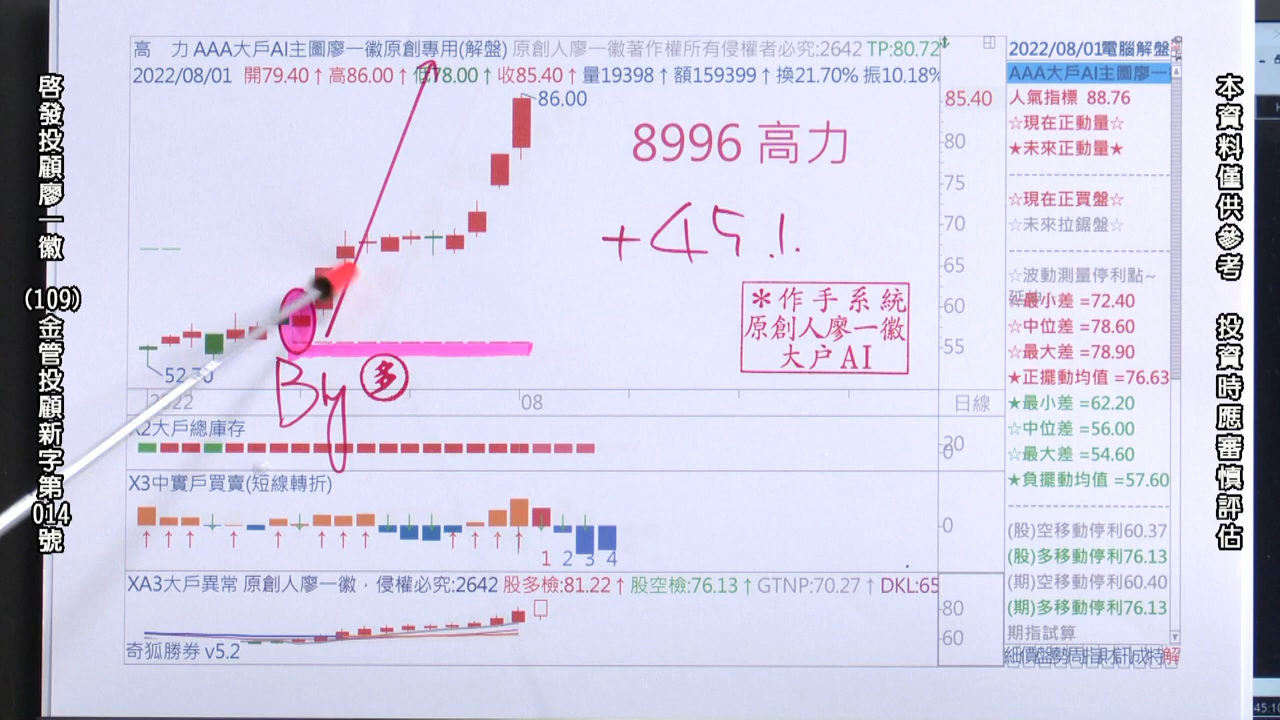 啓發投顧廖一徽 (109)金管投顧新字第014號
本資料僅供參考 投資時應審慎評估
高 力 AAA大戶AI主圖廖一徽原創專用(解盤) 原創人廖一徽著作權所有侵權者必究:2642 TP:80.72
2022/08/01 開79.40↑ 高86.00↑ 低78.00↑ 收85.40↑ 量19398↑ 額159399↑ 換21.70% 振10.18%
86.00
8996 高力
+45%
＊作手系統
原創人廖一徽
大户AI
By 多
85.40
80
75
70
65
60
55
2022
08
日線
X2大戶總庫存
20
0
X3中實戶買賣(短線轉折)
0
1 2 3 4
XA3大戶異常 原創人廖一徽，侵權必究:2642 股多檢:81.22↑ 股空檢:76.13↑ GTNP:70.27↑ DKL:65
80
60
奇狐勝券 v5.2
2022/08/01電腦解盤
AAA大戶AI主圖廖一
人氣指標 88.76
☆現在正動量☆
★未來正動量★
☆現在正買盤☆
☆未來拉鋸盤☆
☆波動測量停利點~
☆最小差 =72.40
☆中位差 =78.60
☆最大差 =78.90
★正擺動均值 =76.63
★最小差 =62.20
☆中位差 =56.00
☆最大差 =54.60
★負擺動均值 =57.60
(股)空移動停利60.37
(股)多移動停利76.13
(期)空移動停利60.40
(期)多移動停利76.13
期指試算